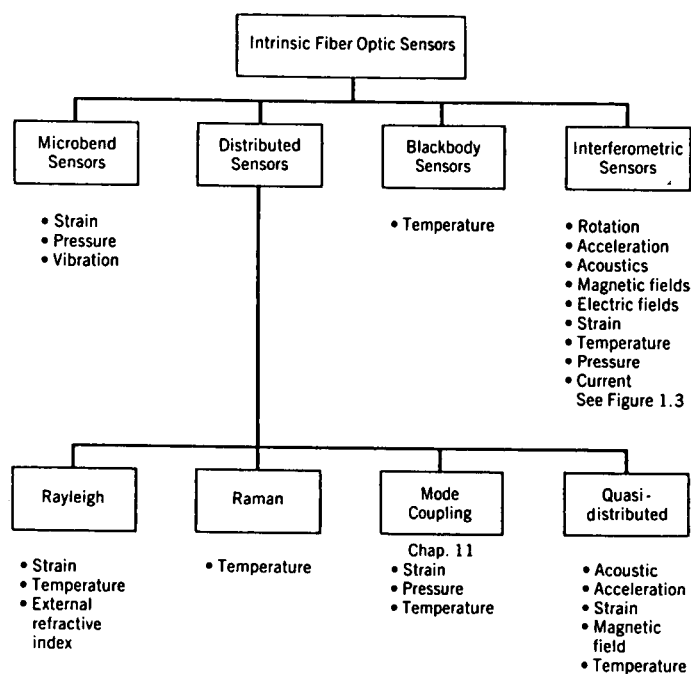 Intrinsic Fiber Optic Sensors
Microbend
Sensors
• Strain
• Pressure
• Vibration
Distributed
Sensors
Blackbody
Sensors
• Temperature
Interferometric
Sensors
• Rotation
• Acceleration
• Acoustics
• Magnetic fields
• Electric fields
• Strain
• Temperature
• Pressure
• Current
See Figure 1.3
Rayleigh
• Strain
• Temperature
• External
refractive
index
Raman
• Temperature
Mode
Coupling
Chap. 11
• Strain
• Pressure
• Temperature
Quasi-
distributed
• Acoustic
• Acceleration
• Strain
• Magnetic
field
• Temperature